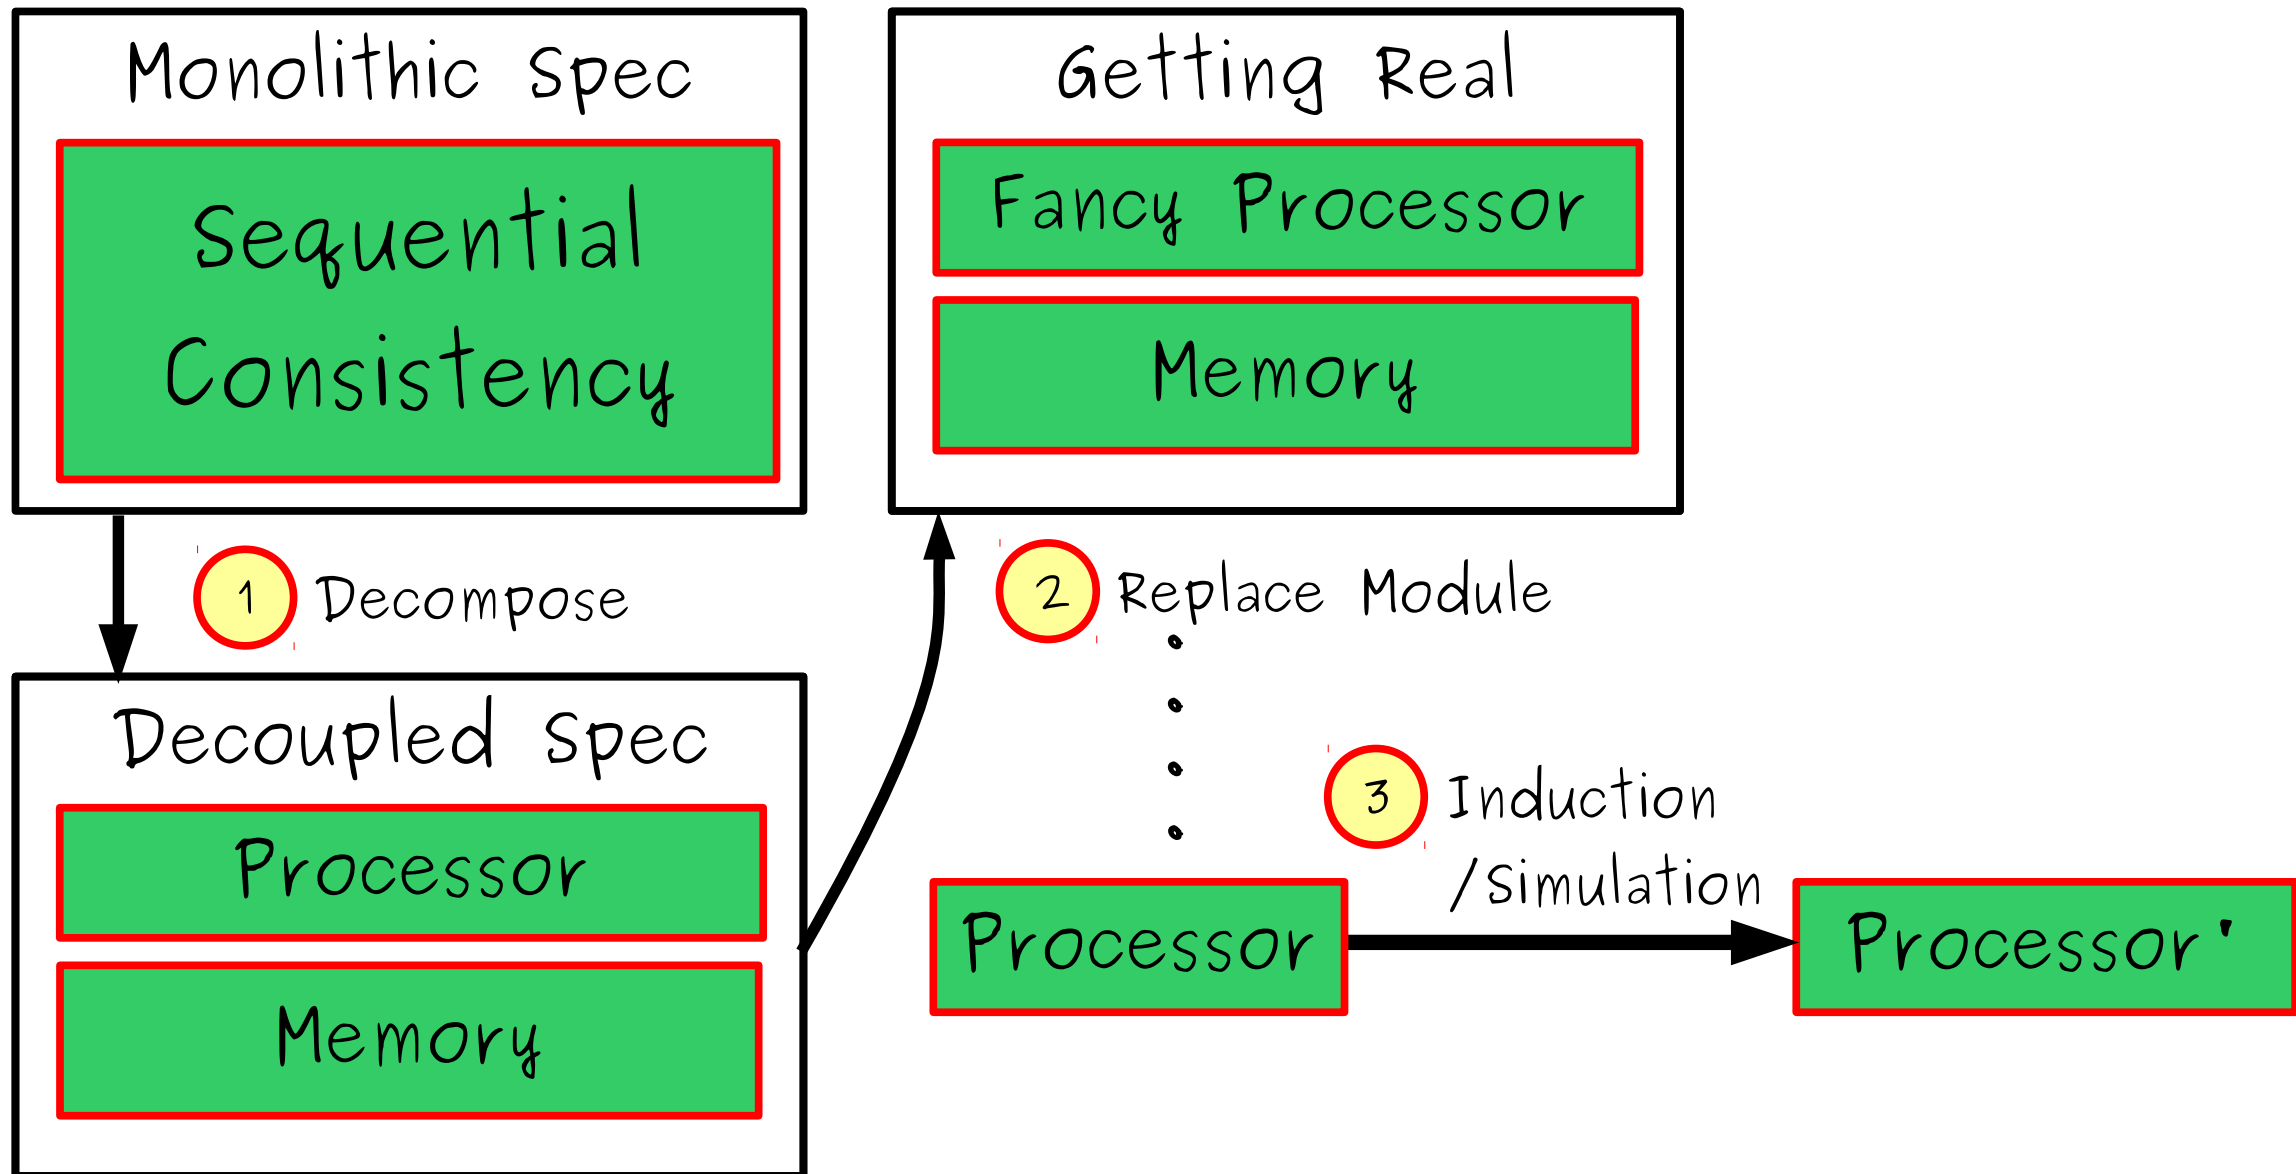 Monolithic Spec
Sequential
Consistency
1 Decompose
Decoupled Spec
Processor
Memory
Getting Real
Fancy Processor
Memory
2 Replace Module
3 Induction
/Simulation
Processor
Processor'